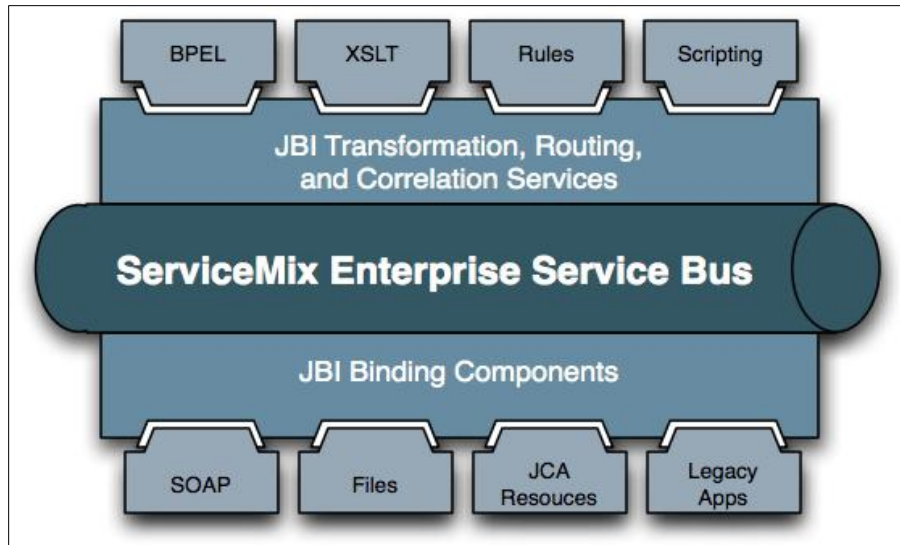 BPEL
XSLT
Rules
Scripting
JBI Transformation, Routing,
and Correlation Services
ServiceMix Enterprise Service Bus
JBI Binding Components
SOAP
Files
JCA
Resouces
Legacy
Apps